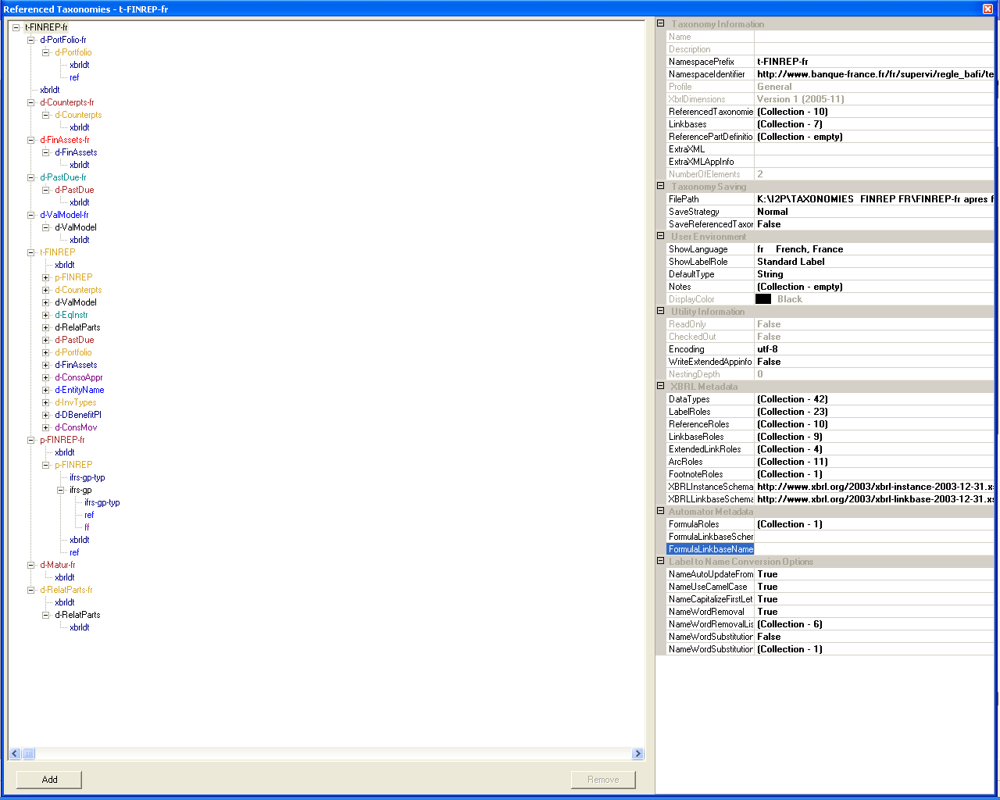 Referenced Taxonomies - t-FINREP-fr
t-FINREP-fr
d-PortFolio-fr
d-Portfolio
xbrldt
ref
xbrldt
d-Counterpts-fr
d-Counterpts
xbrldt
d-FinAssets-fr
d-FinAssets
xbrldt
d-PastDue-fr
d-PastDue
xbrldt
d-ValModel-fr
d-ValModel
xbrldt
t-FINREP
xbrldt
p-FINREP
d-Counterpts
d-ValModel
d-EqInstr
d-RelatParts
d-PastDue
d-Portfolio
d-FinAssets
d-ConsoAppr
d-EntityName
d-InvTypes
d-DBenefitPl
d-ConsMov
p-FINREP-fr
xbrldt
p-FINREP
ifrs-gp-typ
ifrs-gp
ifrs-gp-typ
ref
ff
xbrldt
ref
d-Matur-fr
xbrldt
d-RelatParts-fr
xbrldt
d-RelatParts
xbrldt
Add
Remove
Taxonomy Information
Name
Description
NamespacePrefix t-FINREP-fr
NamespaceIdentifier http://www.banque-france.fr/fr/supervi/regle_bafi/te
Profile General
XbrlDimensions Version 1 (2005-11)
ReferencedTaxonomie (Collection - 10)
Linkbases (Collection - 7)
ReferencePartDefinitio (Collection - empty)
ExtraXML
ExtraXMLAppInfo
NumberOfElements 2
Taxonomy Saving
FilePath K:\I2P\TAXONOMIES FINREP FR\FINREP-fr apres f
SaveStrategy Normal
SaveReferencedTaxor False
User Environment
ShowLanguage fr French, France
ShowLabelRole Standard Label
DefaultType String
Notes (Collection - empty)
DisplayColor Black
Utility Information
ReadOnly False
CheckedOut False
Encoding utf-8
WriteExtendedAppinfo False
NestingDepth 0
XBRL Metadata
DataTypes (Collection - 42)
LabelRoles (Collection - 23)
ReferenceRoles (Collection - 10)
LinkbaseRoles (Collection - 9)
ExtendedLinkRoles (Collection - 4)
ArcRoles (Collection - 11)
FootnoteRoles (Collection - 1)
XBRLInstanceSchema http://www.xbrl.org/2003/xbrl-instance-2003-12-31.xs
XBRLLinkbaseSchema http://www.xbrl.org/2003/xbrl-linkbase-2003-12-31.xs
Automator Metadata
FormulaRoles (Collection - 1)
FormulaLinkbaseScher
FormulaLinkbaseName
Label to Name Conversion Options
NameAutoUpdateFrom True
NameUseCamelCase True
NameCapitalizeFirstLet True
NameWordRemoval True
NameWordRemovalLis (Collection - 6)
NameWordSubstitution False
NameWordSubstitution (Collection - 1)